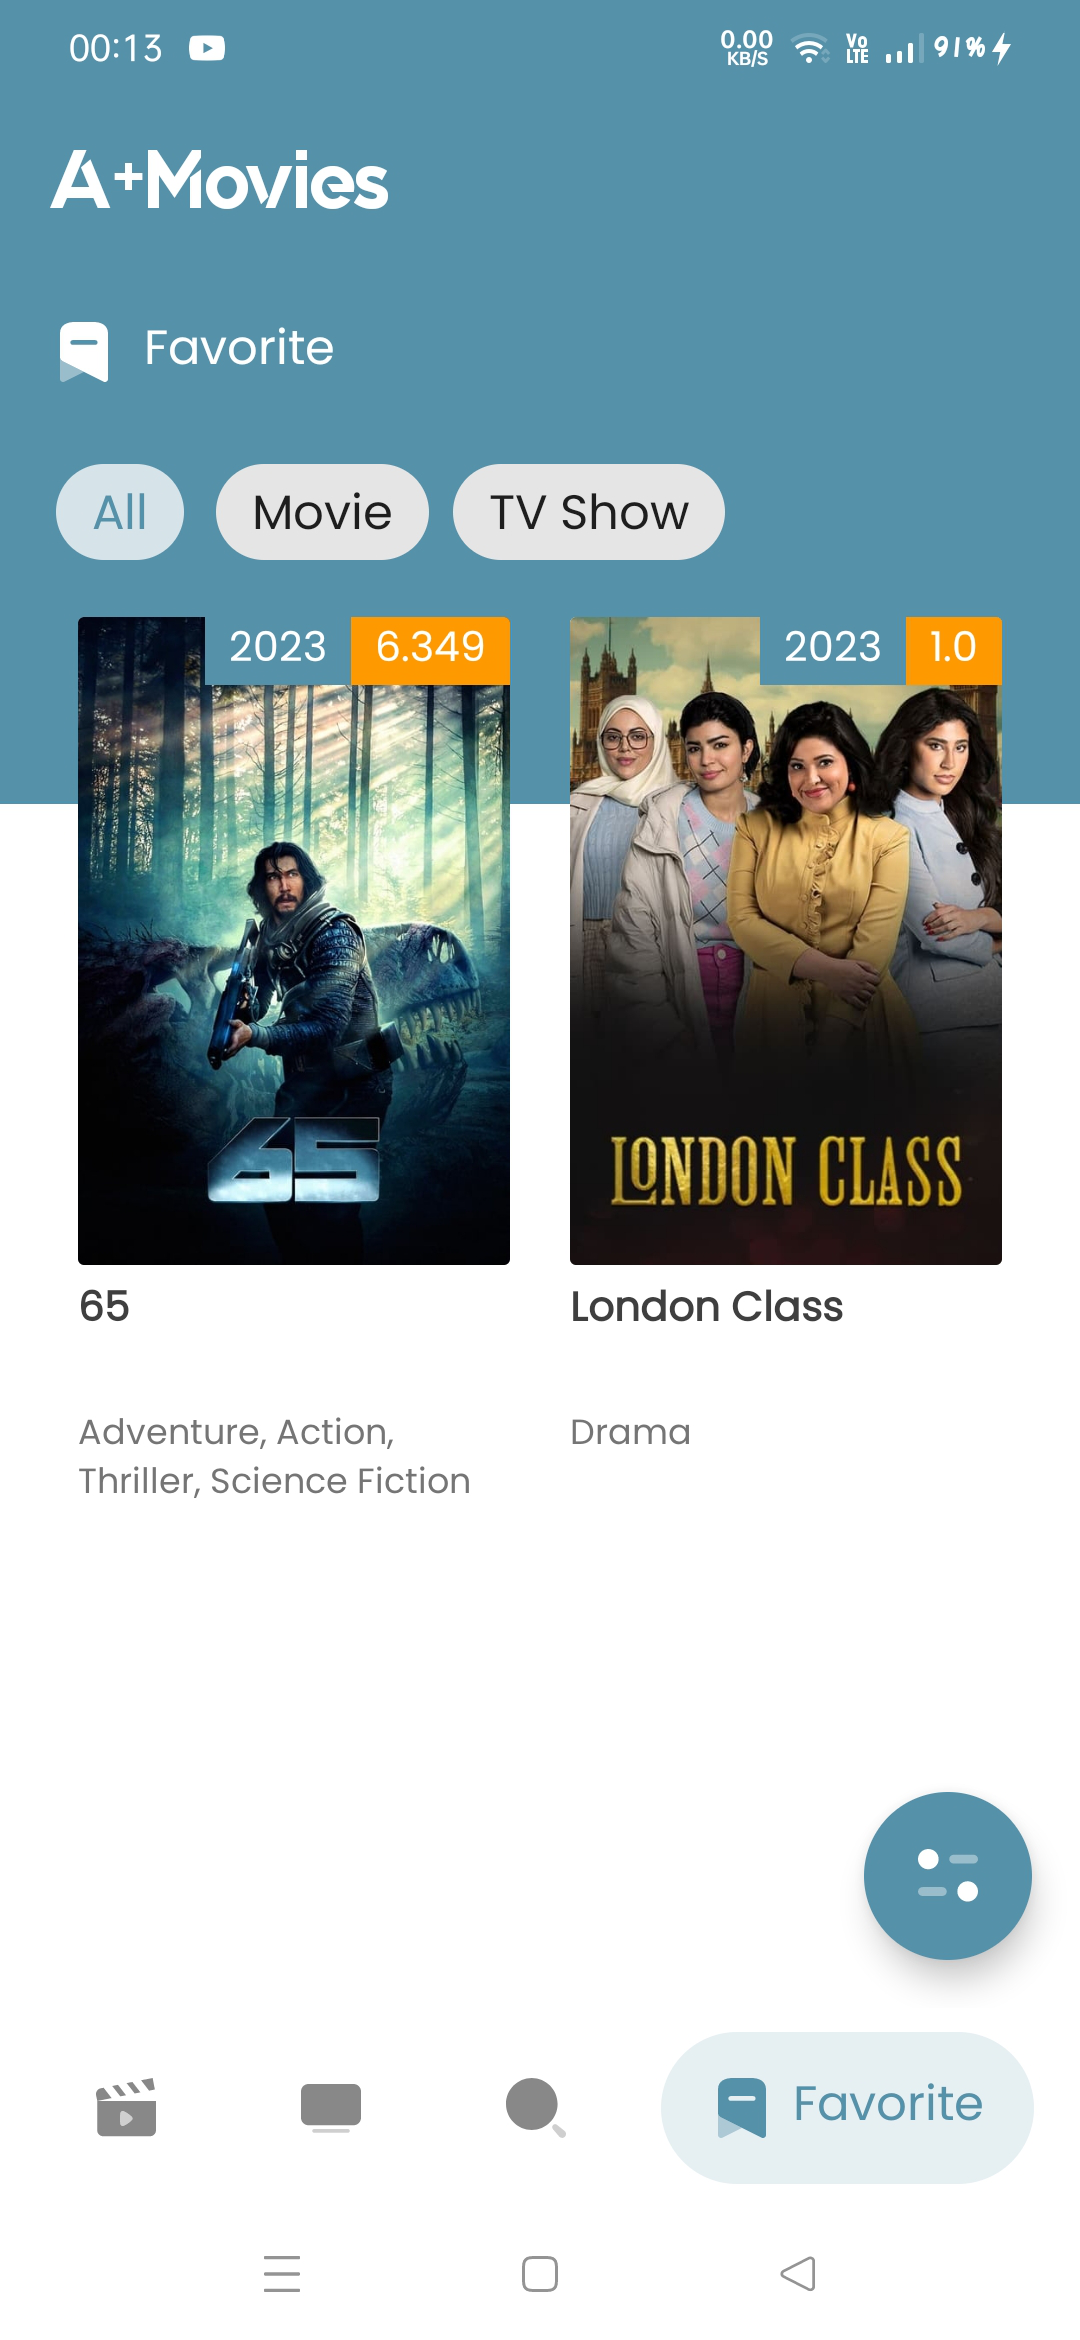 00:13
0.00 KB/S
Vo LTE
91%
A+Movies
Favorite
All
Movie
TV Show
2023
6.349
2023
1.0
65
LONDON CLASS
65
London Class
Adventure, Action,
Thriller, Science Fiction
Drama
Favorite